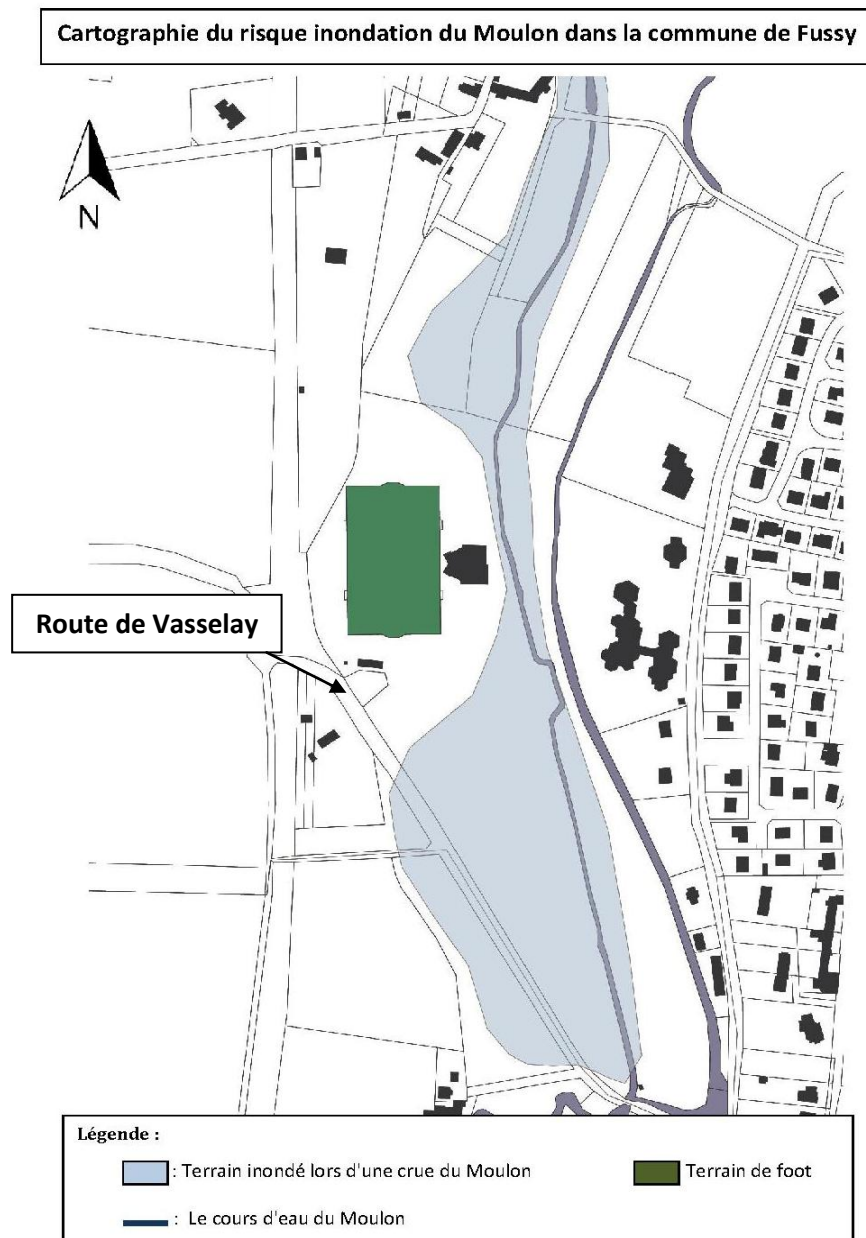 Cartographie du risque inondation du Moulon dans la commune de Fussy
N
Route de Vasselay
Légende :
: Terrain inondé lors d'une crue du Moulon
Terrain de foot
: Le cours d'eau du Moulon